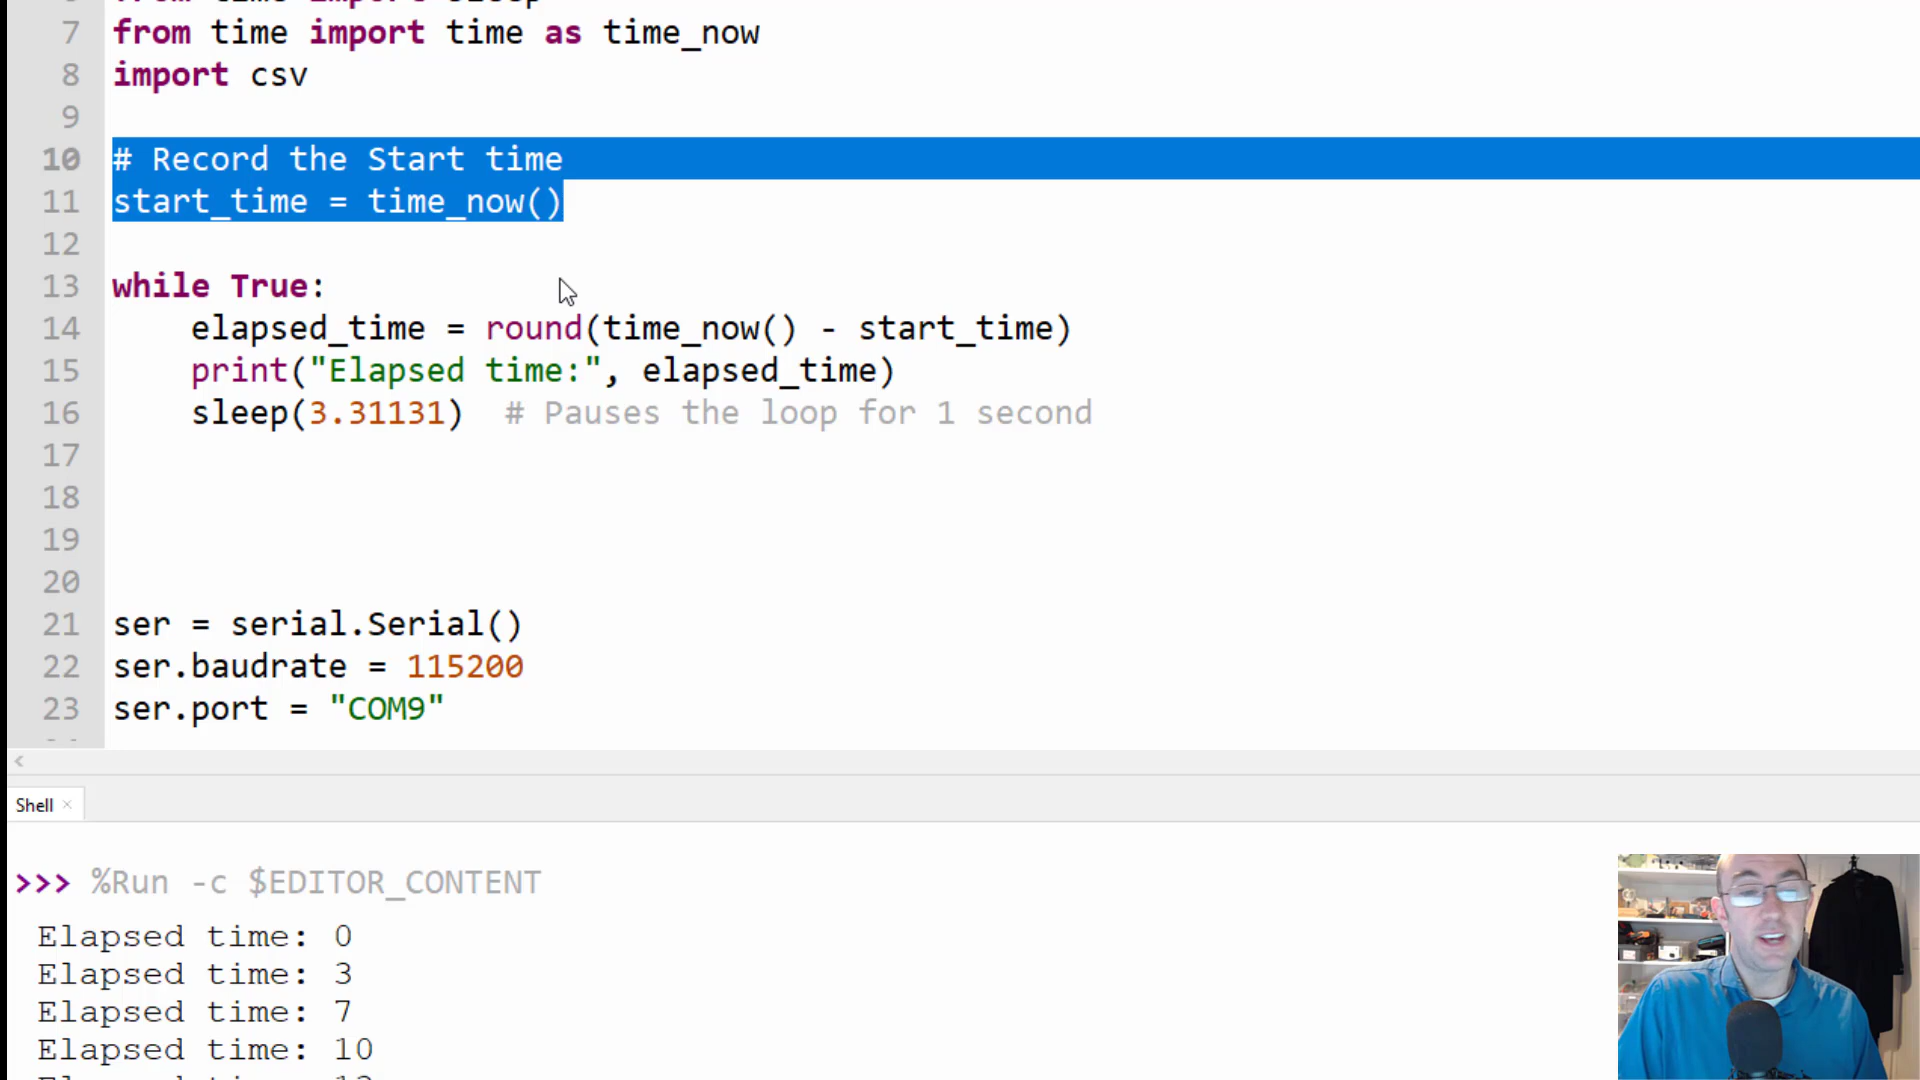 7 from time import time as time_now
8 import csv
9
10 # Record the Start time
11 start_time = time_now()
12
13 while True:
14 elapsed_time = round(time_now() - start_time)
15 print("Elapsed time:", elapsed_time)
16 sleep(3.31131) # Pauses the loop for 1 second
17
18
19
20
21 ser = serial.Serial()
22 ser.baudrate = 115200
23 ser.port = "COM9"
Shell
>>> %Run -c $EDITOR_CONTENT
Elapsed time: 0
Elapsed time: 3
Elapsed time: 7
Elapsed time: 10